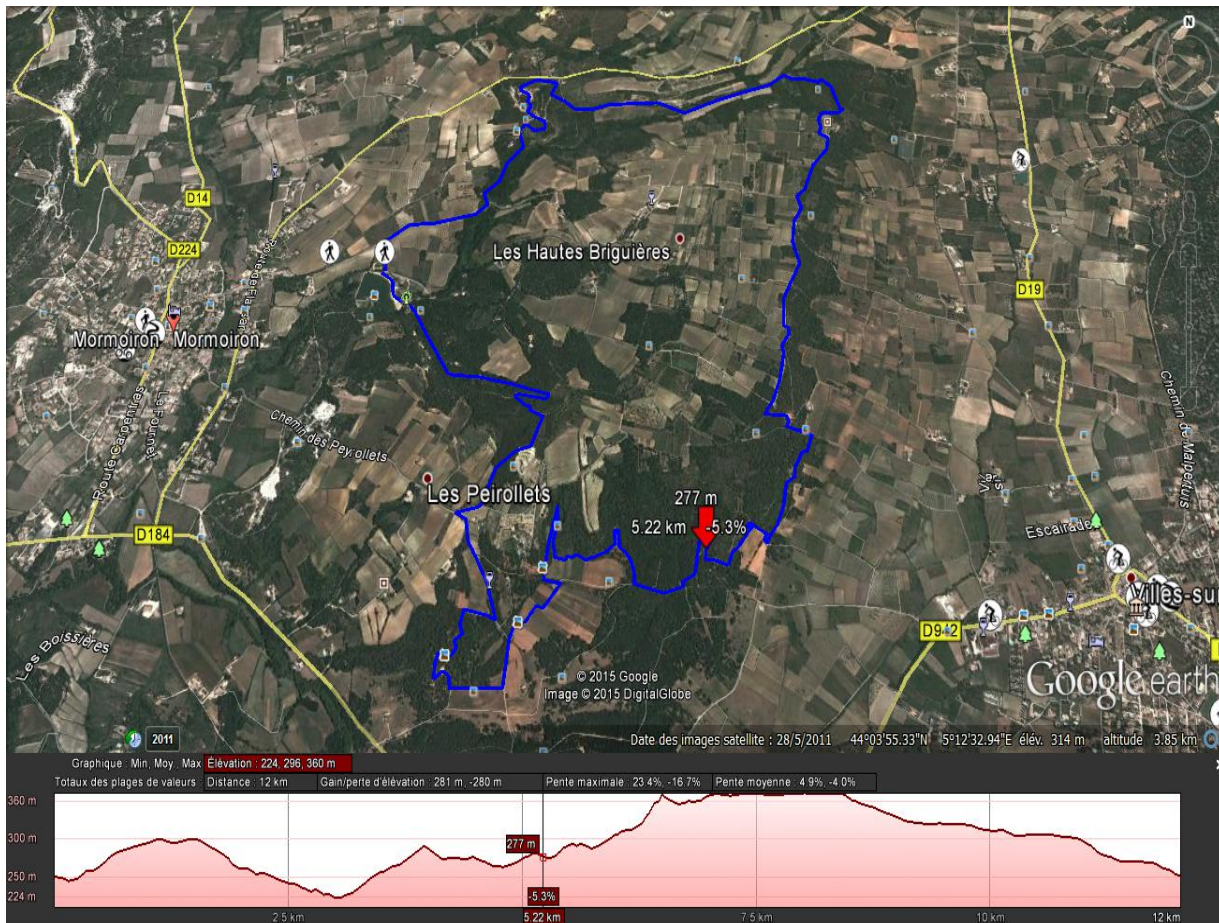 N
D14
D224
Les Hautes Briguières
D19
Mormoiron Mormoiron
Chemin de Malpertuis
Route Carpentras
Chemin des Peyrollets
Les Peirollets
277 m
5.22 km -5.3%
Escairades
D184
Villes-sur
D942
Les Boissières
© 2015 Google
Image © 2015 DigitalGlobe
Google earth
2011
Date des images satellite : 28/5/2011 44°03'55.33"N 5°12'32.94"E élév. 314 m altitude 3.85 km
Graphique : Min, Moy., Max Élévation : 224, 296, 360 m
Totaux des plages de valeurs : Distance : 12 km Gain/perte d'élévation : 281 m, -280 m Pente maximale : 23.4%, -16.7% Pente moyenne : 4.9%, -4.0%
360 m
300 m
277 m
250 m
224 m
-5.3%
2.5 km 5.22 km 7.5 km 10 km 12 km